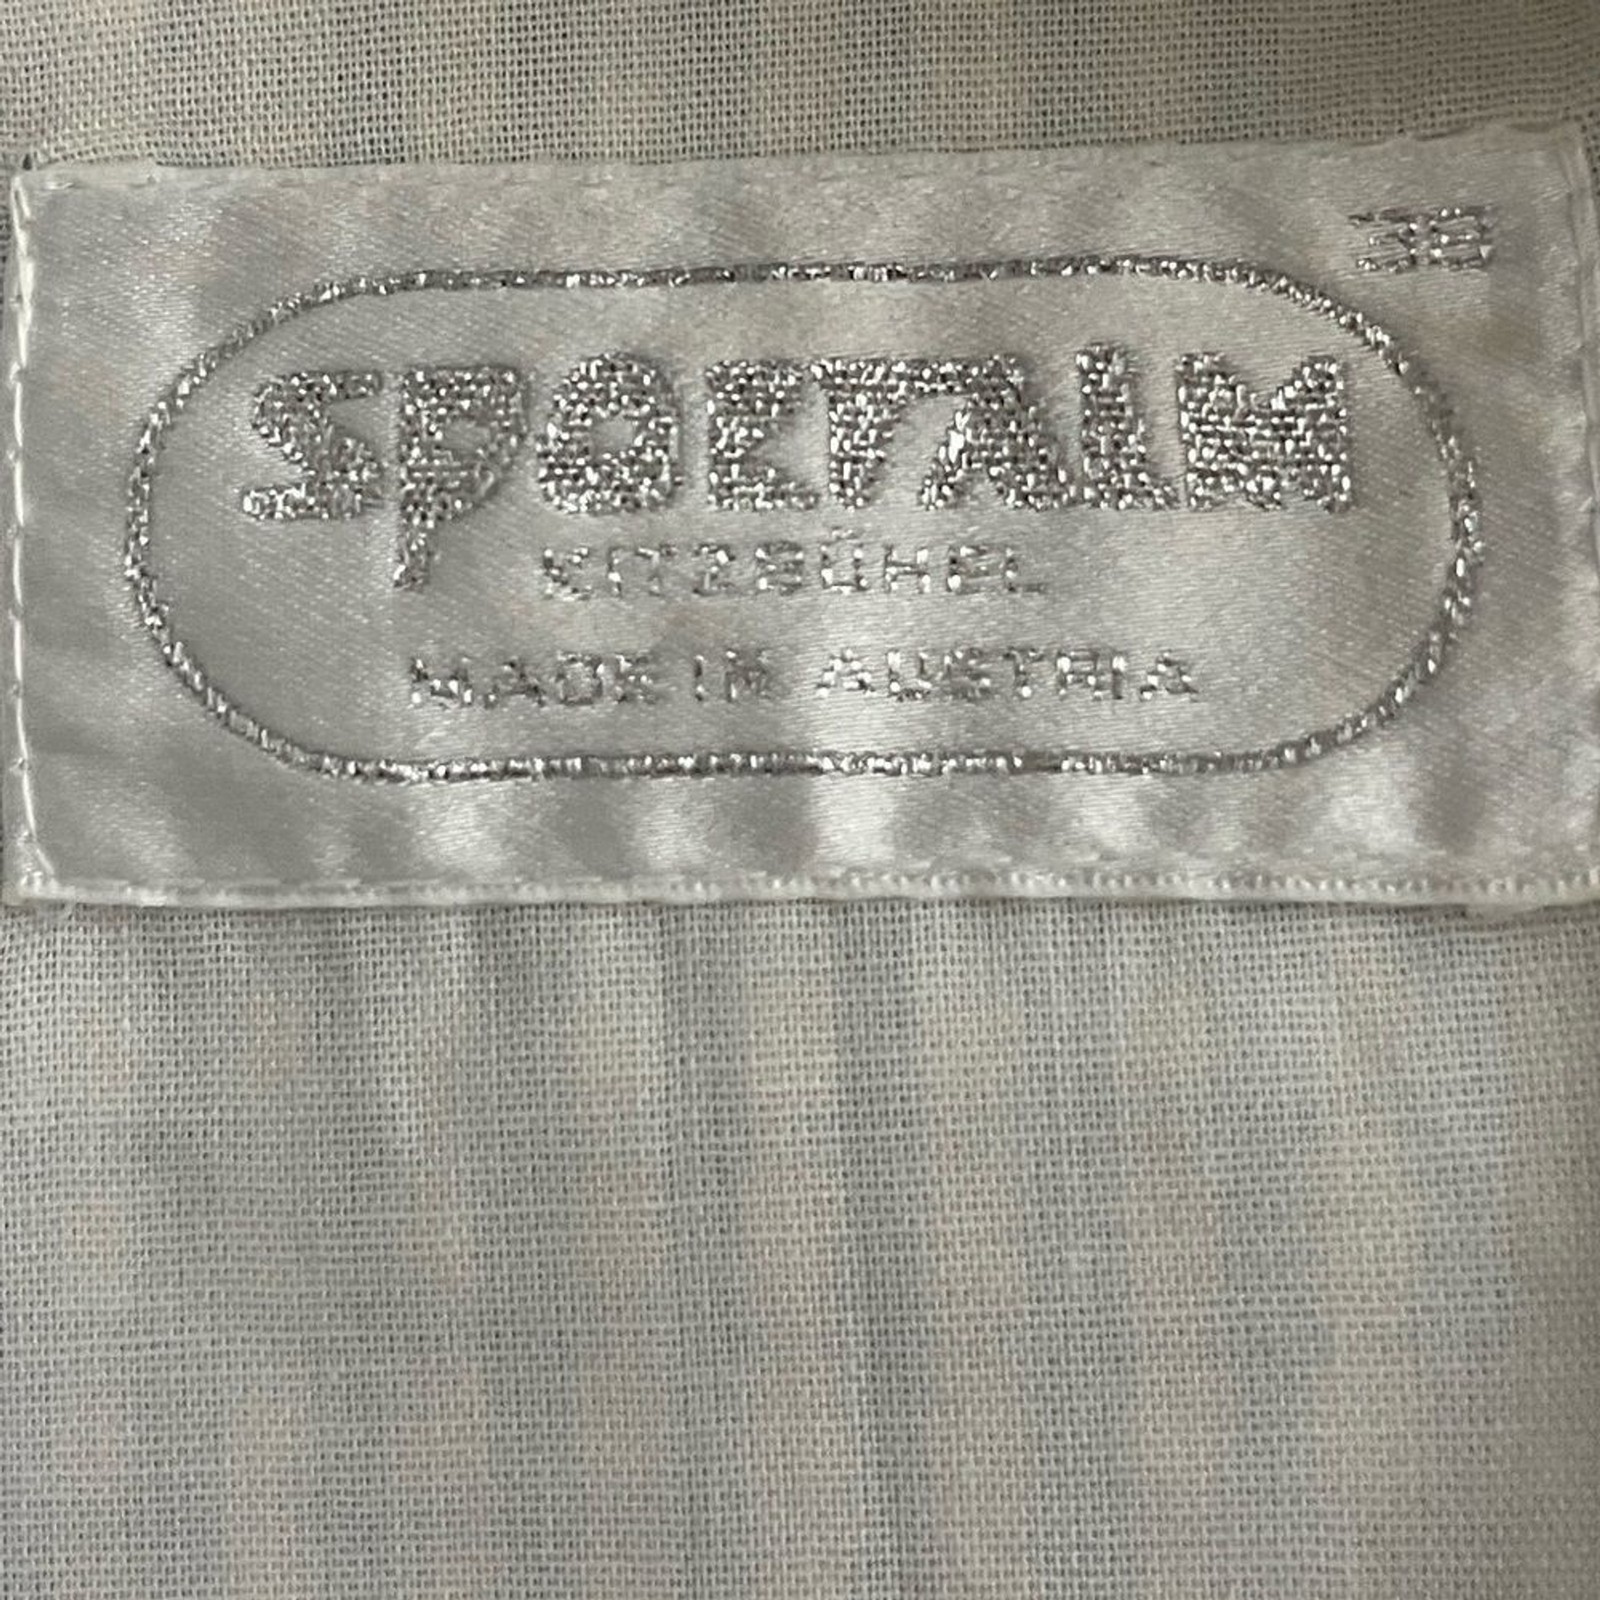 38
SPORTALM
KITZBÜHEL
MADE IN AUSTRIA